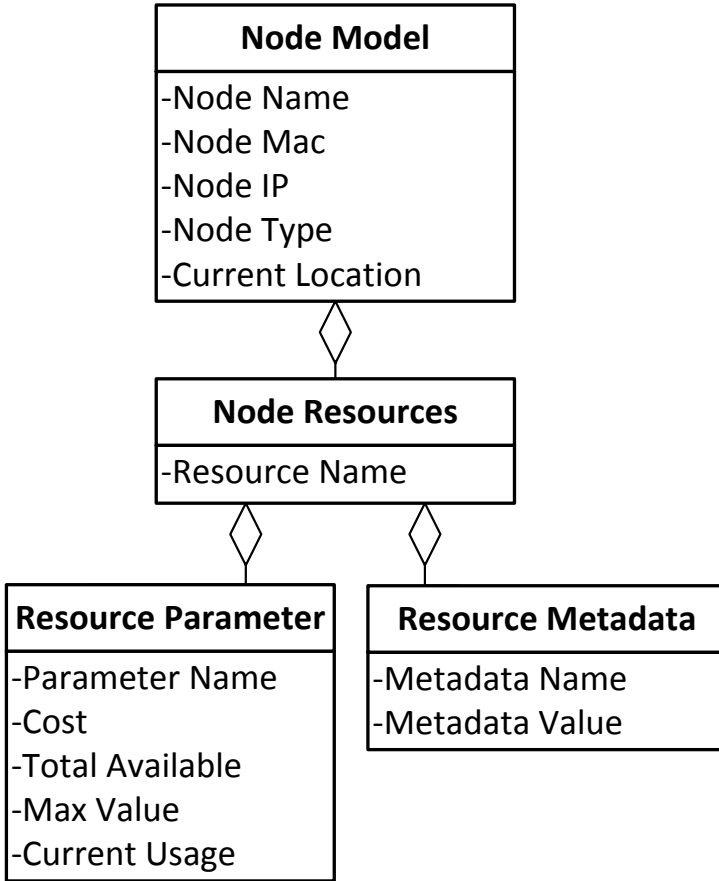 Node Model
-Node Name
-Node Mac
-Node IP
-Node Type
-Current Location
Node Resources
-Resource Name
Resource Parameter
-Parameter Name
-Cost
-Total Available
-Max Value
-Current Usage
Resource Metadata
-Metadata Name
-Metadata Value